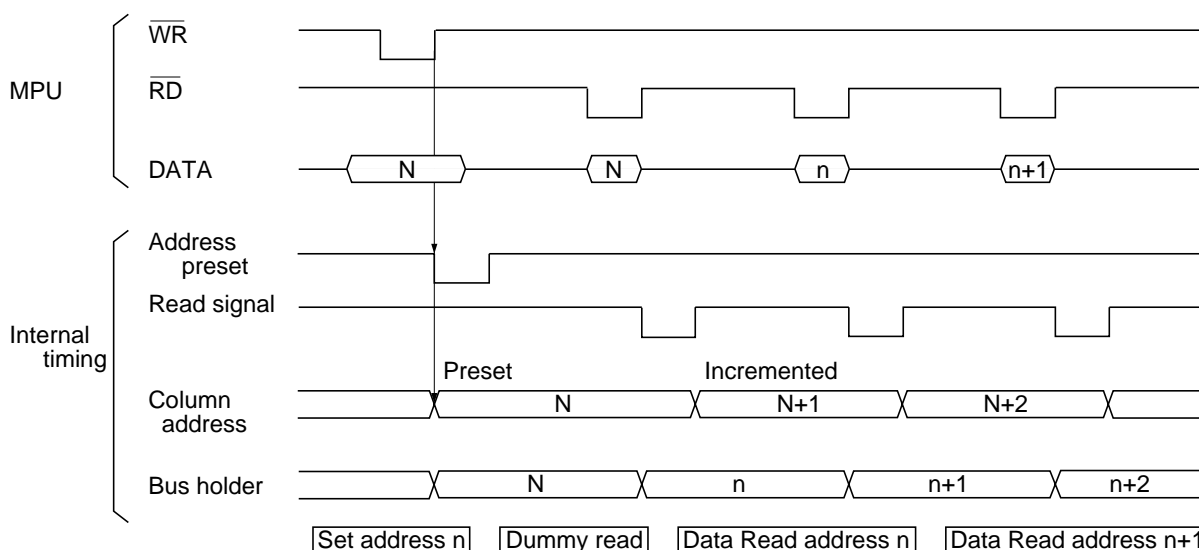 WR
MPU
RD
DATA N N n n+1
Address
preset
Read signal
Internal
timing
Preset Incremented
Column
address N N+1 N+2
Bus holder N n n+1 n+2
Set address n Dummy read Data Read address n Data Read address n+1